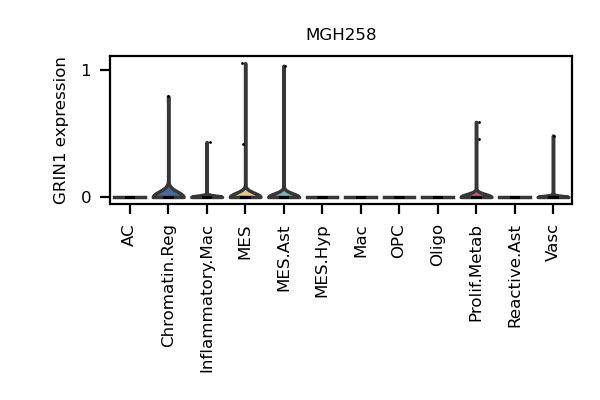 MGH258
GRIN1 expression
1
0
AC
Chromatin.Reg
Inflammatory.Mac
MES
MES.Ast
MES.Hyp
Mac
OPC
Oligo
Prolif.Metab
Reactive.Ast
Vasc